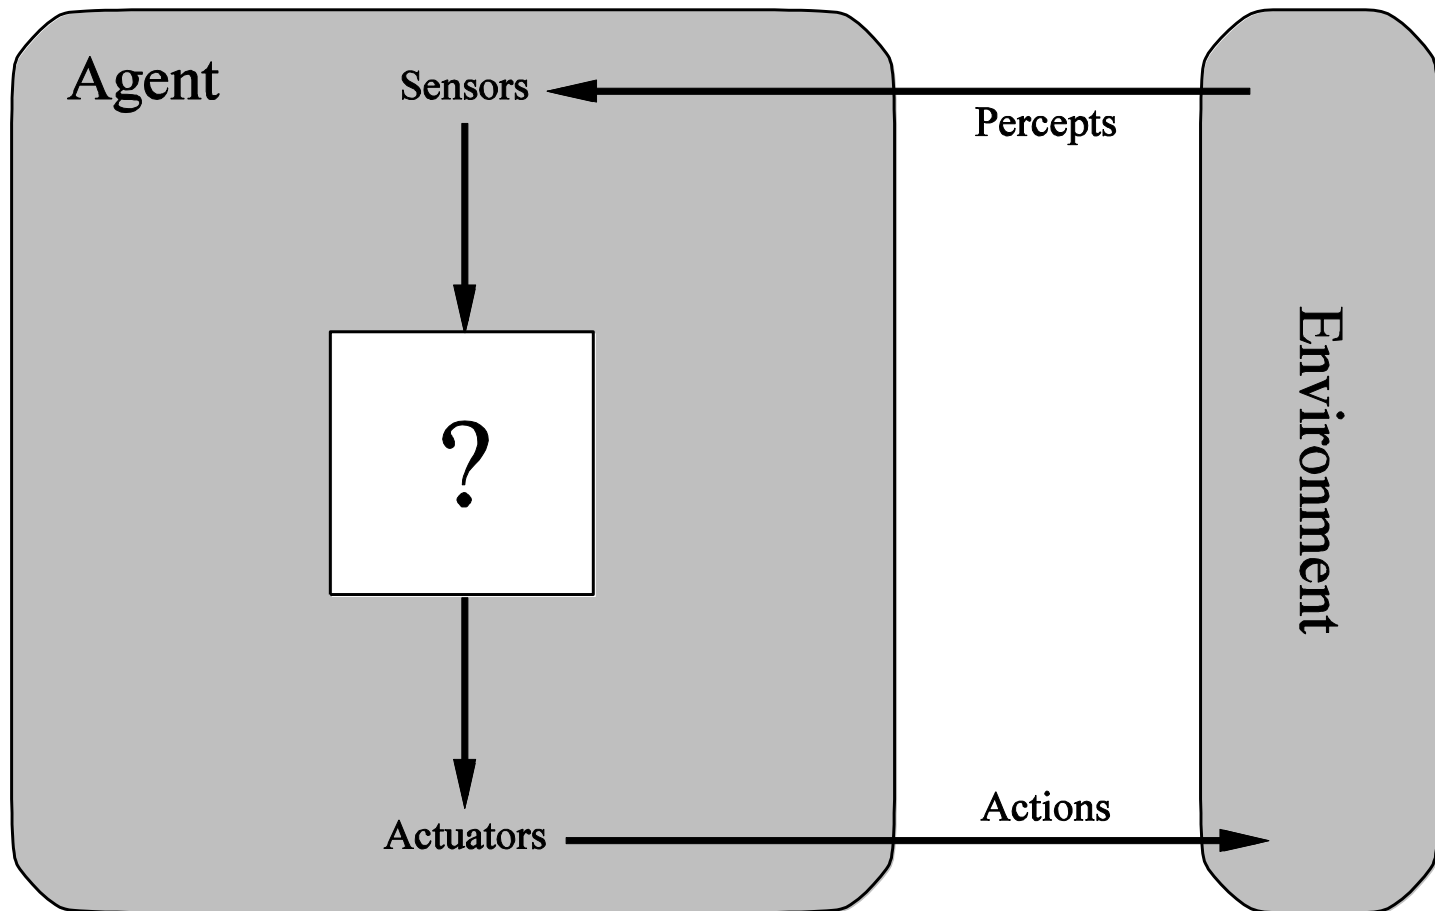 Agent
Sensors
Percepts
?
Environment
Actions
Actuators